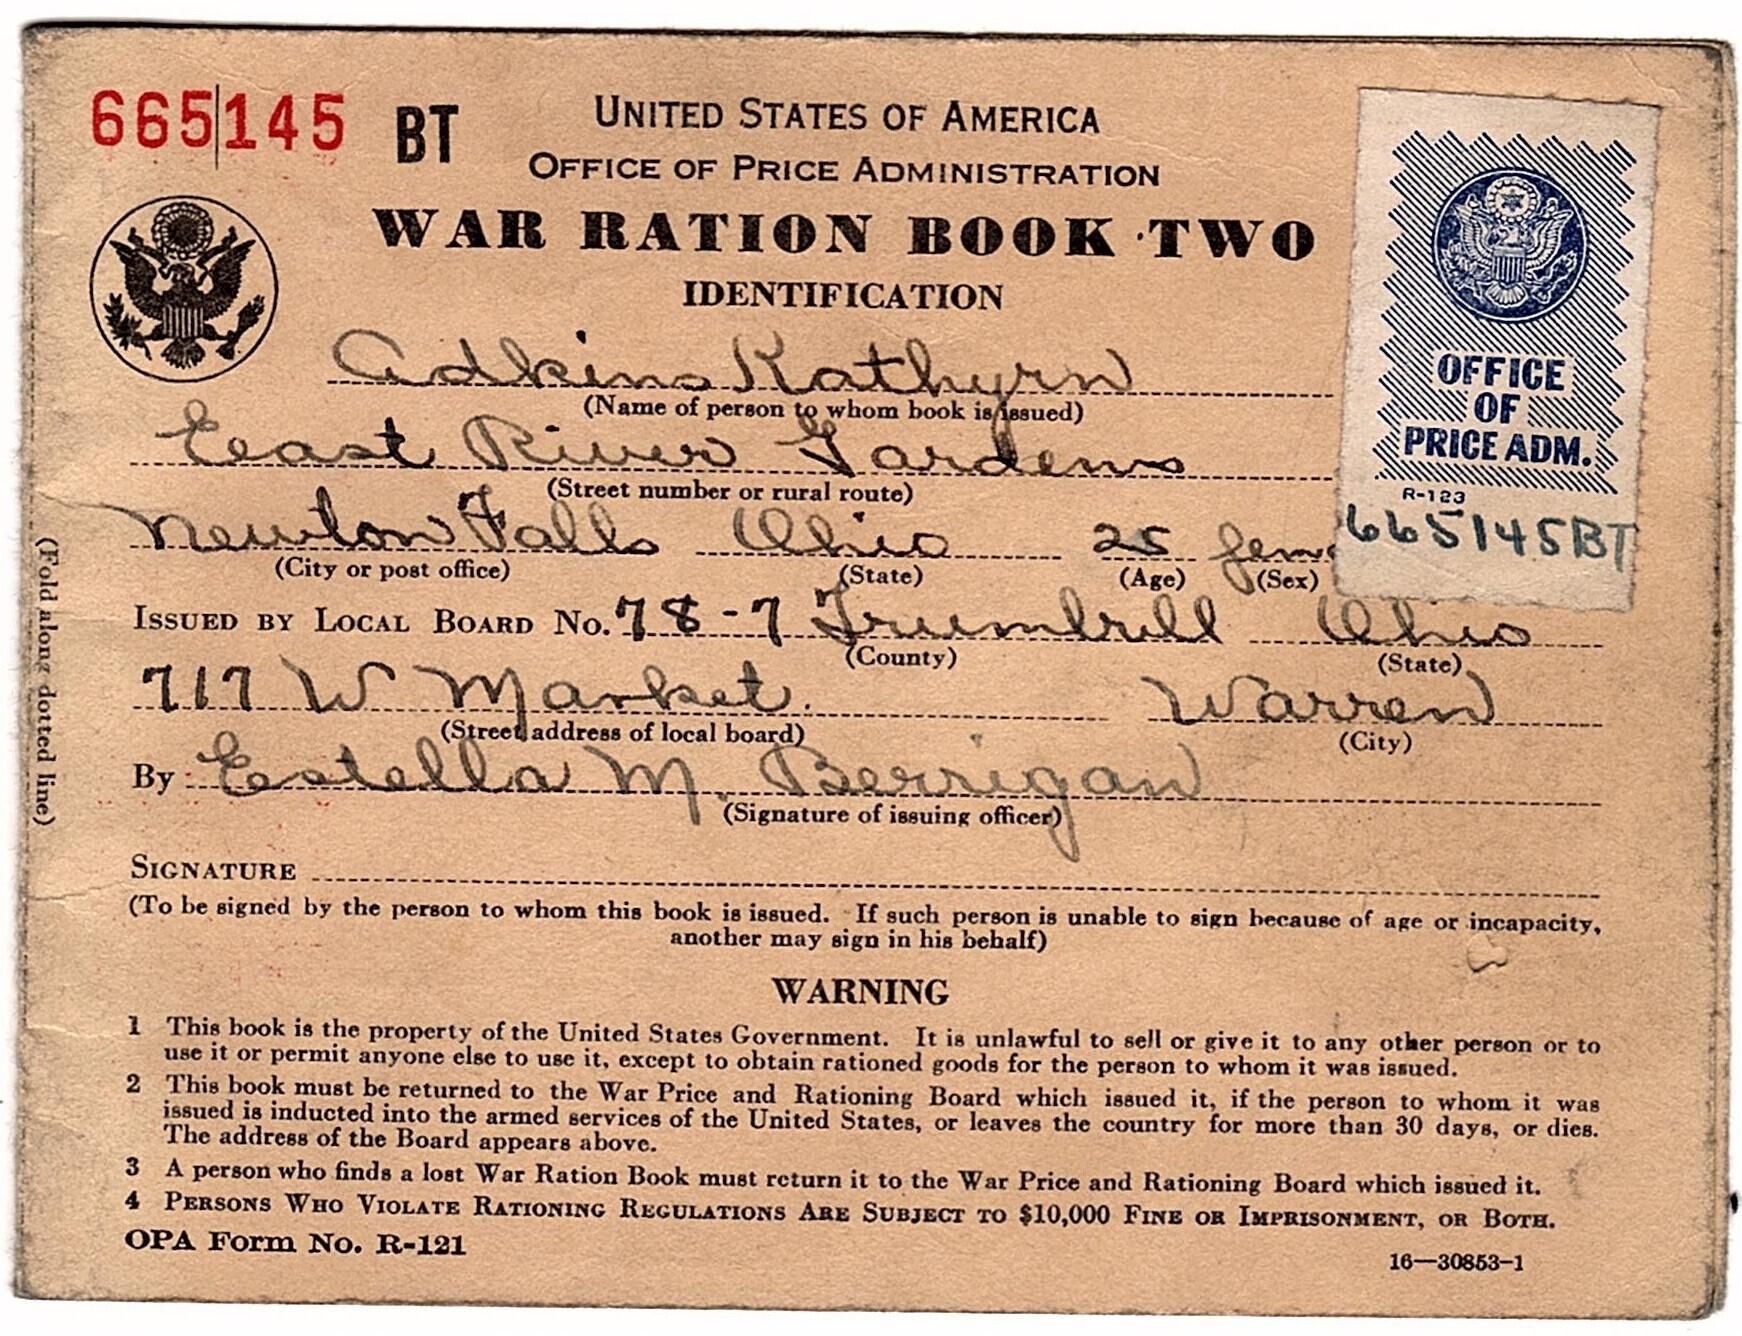 665145 BT
UNITED STATES OF AMERICA
OFFICE OF PRICE ADMINISTRATION
WAR RATION BOOK TWO
IDENTIFICATION
OFFICE
OF
PRICE ADM.
R-123
665145BT
Adkins Kathyrn
(Name of person to whom book is issued)
East River Gardens
(Street number or rural route)
Newton Falls Ohio 25 fem
(City or post office) (State) (Age) (Sex)
ISSUED BY LOCAL BOARD No. 78-7 Trumbull Ohio
(County) (State)
717 W Market. Warren
(Street address of local board) (City)
By Estella M. Berrigan
(Signature of issuing officer)
SIGNATURE
(To be signed by the person to whom this book is issued. If such person is unable to sign because of age or incapacity,
another may sign in his behalf)
WARNING
1 This book is the property of the United States Government. It is unlawful to sell or give it to any other person or to
use it or permit anyone else to use it, except to obtain rationed goods for the person to whom it was issued.
2 This book must be returned to the War Price and Rationing Board which issued it, if the person to whom it was
issued is inducted into the armed services of the United States, or leaves the country for more than 30 days, or dies.
The address of the Board appears above.
3 A person who finds a lost War Ration Book must return it to the War Price and Rationing Board which issued it.
4 PERSONS WHO VIOLATE RATIONING REGULATIONS ARE SUBJECT TO $10,000 FINE OR IMPRISONMENT, OR BOTH.
OPA Form No. R-121
16—30853-1
(Fold along dotted line)